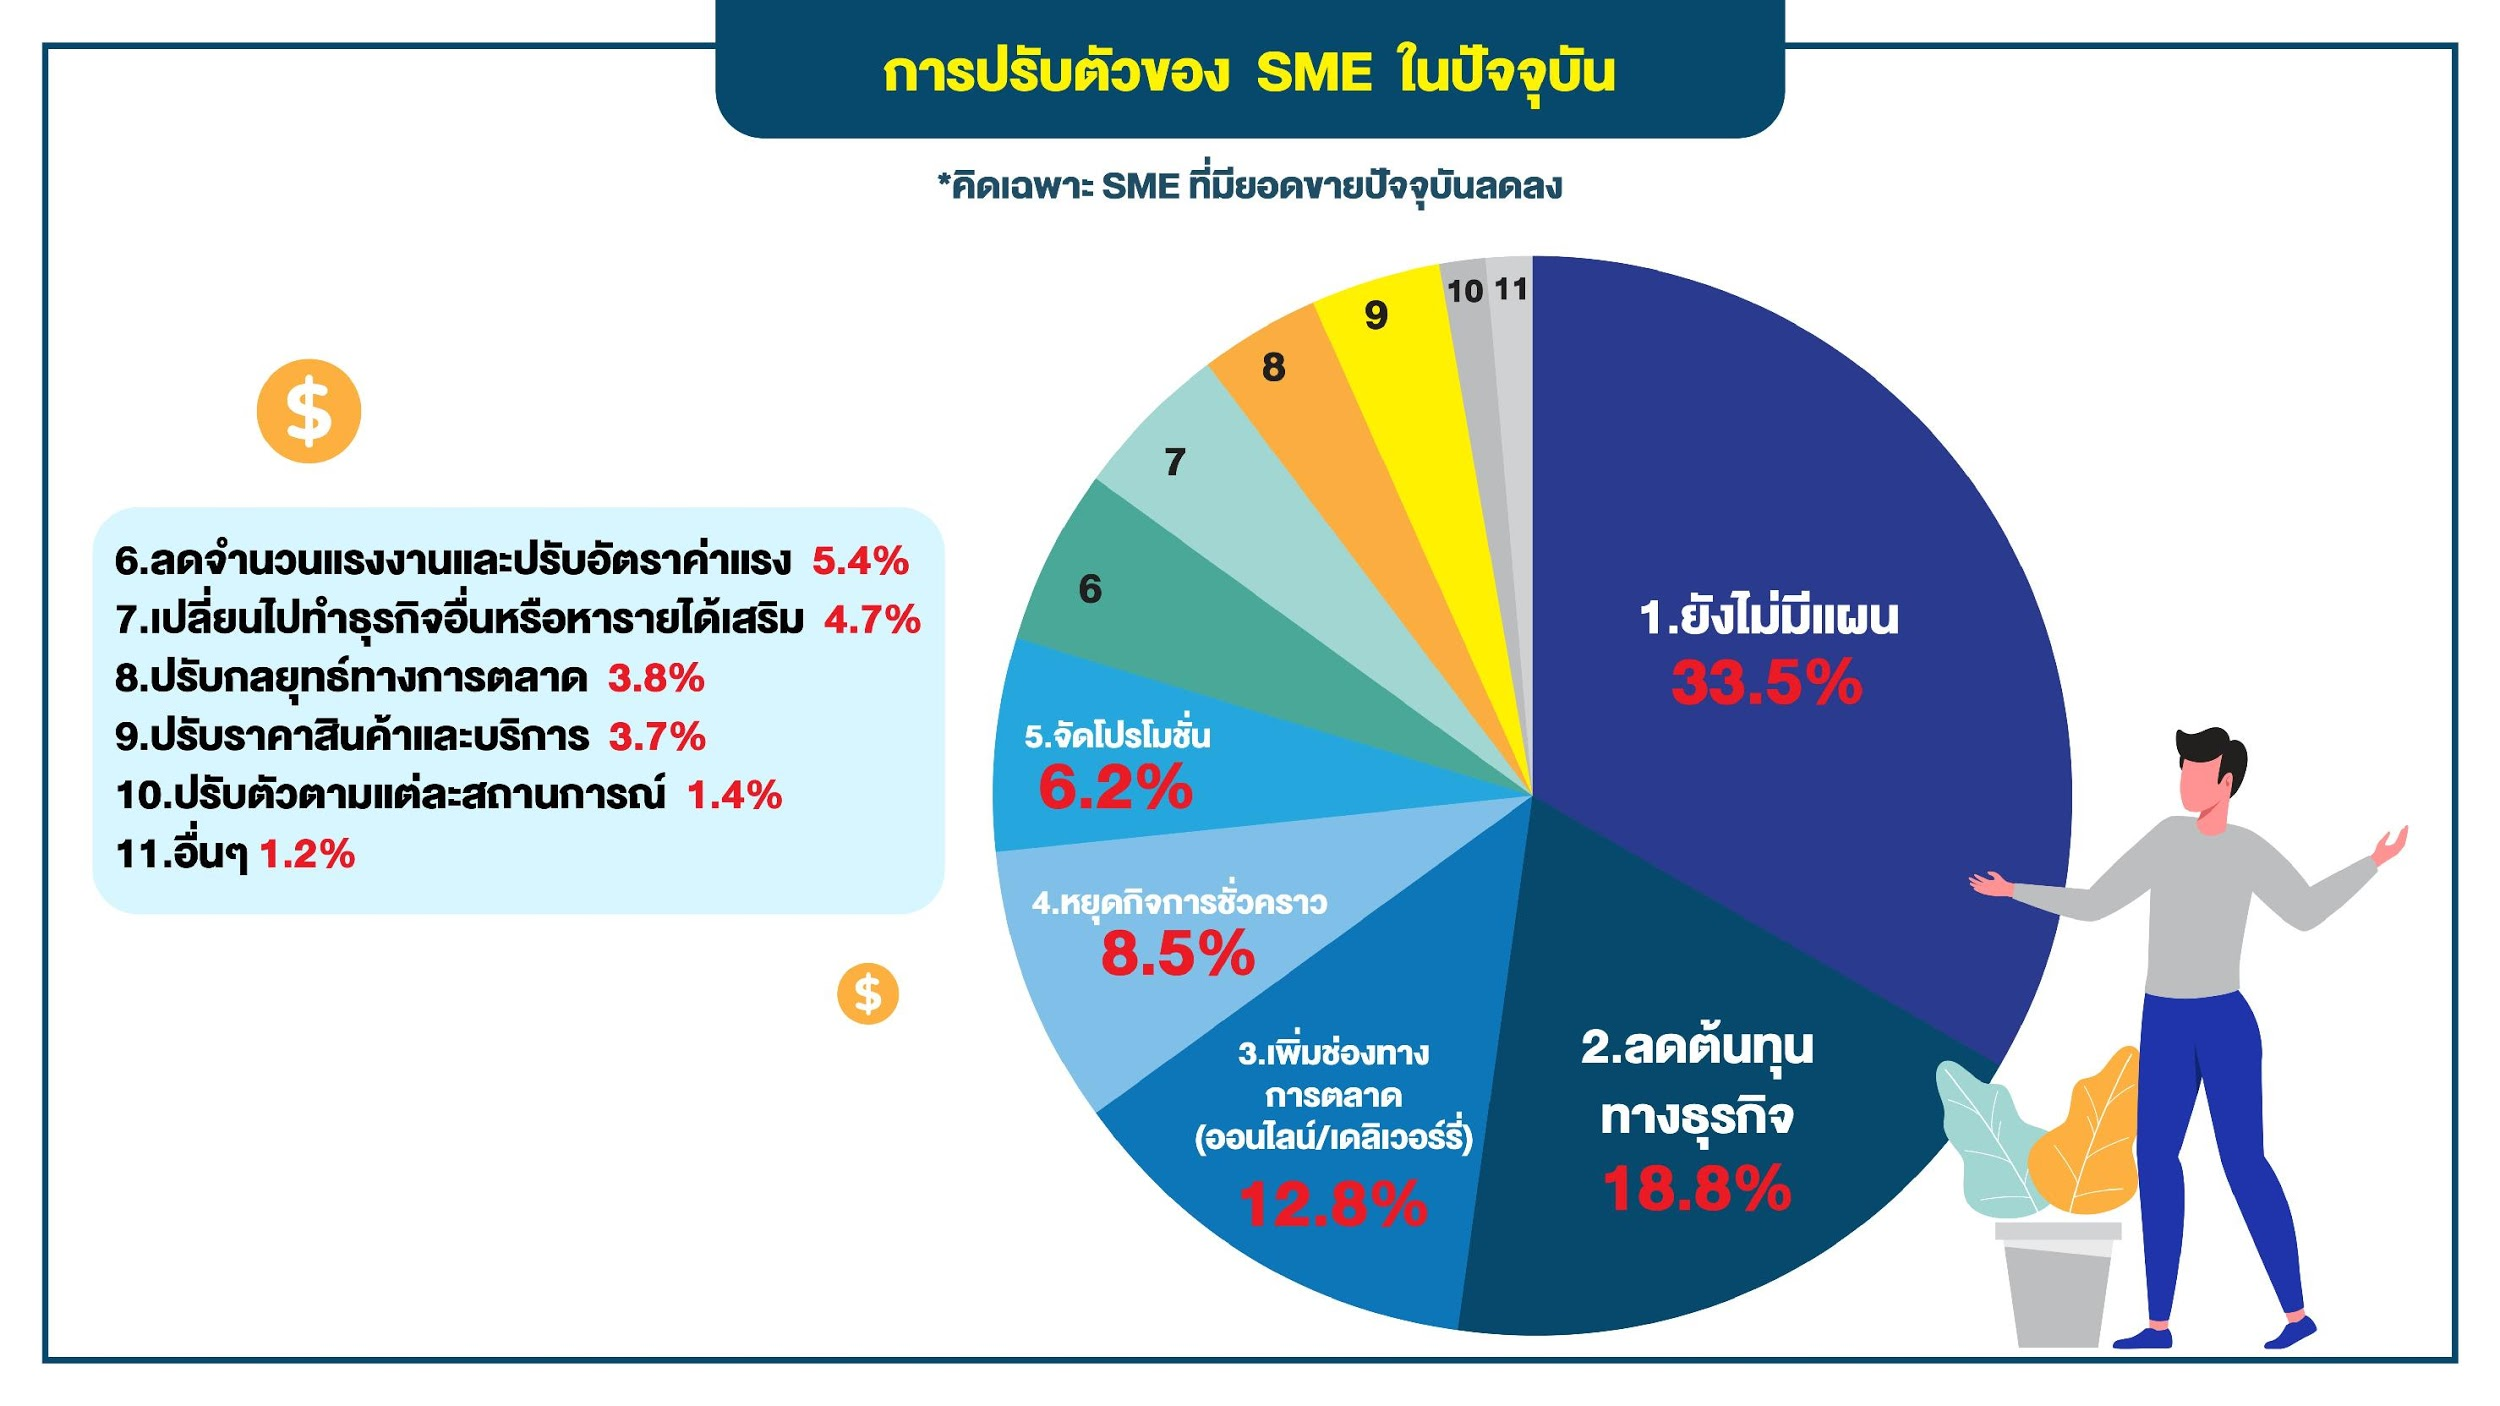 การปรับตัวของ SME ในปัจจุบัน
*คิดเฉพาะ SME ที่มียอดขายปัจจุบันลดลง
1.ยังไม่มีแผน
33.5%
2.ลดต้นทุน
ทางธุรกิจ
18.8%
3.เพิ่มช่องทาง
การตลาด
(ออนไลน์/เดลิเวอร์รี่)
12.8%
4.หยุดกิจการชั่วคราว
8.5%
5.จัดโปรโมชั่น
6.2%
6
7
8
9
10
11
6.ลดจำนวนแรงงานและปรับอัตราค่าแรง 5.4%
7.เปลี่ยนไปทำธุรกิจอื่นหรือหารายได้เสริม 4.7%
8.ปรับกลยุทธ์ทางการตลาด 3.8%
9.ปรับราคาสินค้าและบริการ 3.7%
10.ปรับตัวตามแต่ละสถานการณ์ 1.4%
11.อื่นๆ 1.2%
$
$